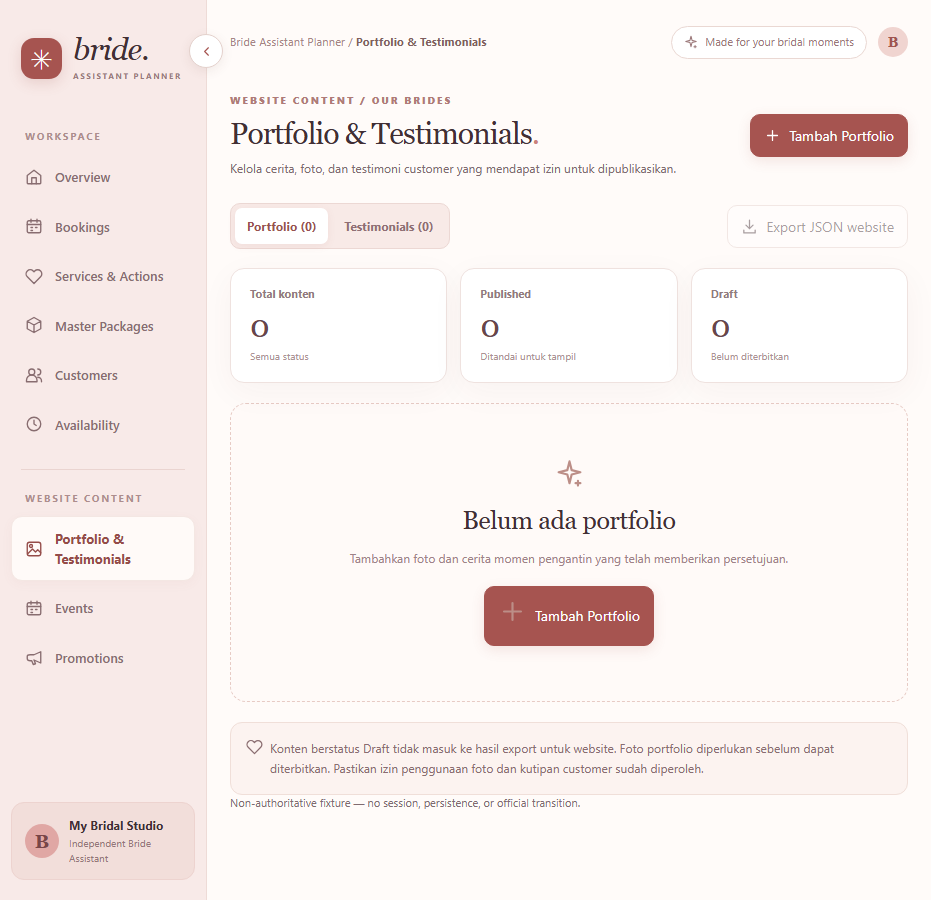 bride.
ASSISTANT PLANNER
WORKSPACE
Overview
Bookings
Services & Actions
Master Packages
Customers
Availability
WEBSITE CONTENT
Portfolio &
Testimonials
Events
Promotions
B
My Bridal Studio
Independent Bride
Assistant
Bride Assistant Planner / Portfolio & Testimonials
Made for your bridal moments
B
WEBSITE CONTENT / OUR BRIDES
Portfolio & Testimonials.
Kelola cerita, foto, dan testimoni customer yang mendapat izin untuk dipublikasikan.
Tambah Portfolio
Portfolio (0)
Testimonials (0)
Export JSON website
Total konten
0
Semua status
Published
0
Ditandai untuk tampil
Draft
0
Belum diterbitkan
Belum ada portfolio
Tambahkan foto dan cerita momen pengantin yang telah memberikan persetujuan.
Tambah Portfolio
Konten berstatus Draft tidak masuk ke hasil export untuk website. Foto portfolio diperlukan sebelum dapat
diterbitkan. Pastikan izin penggunaan foto dan kutipan customer sudah diperoleh.
Non-authoritative fixture — no session, persistence, or official transition.